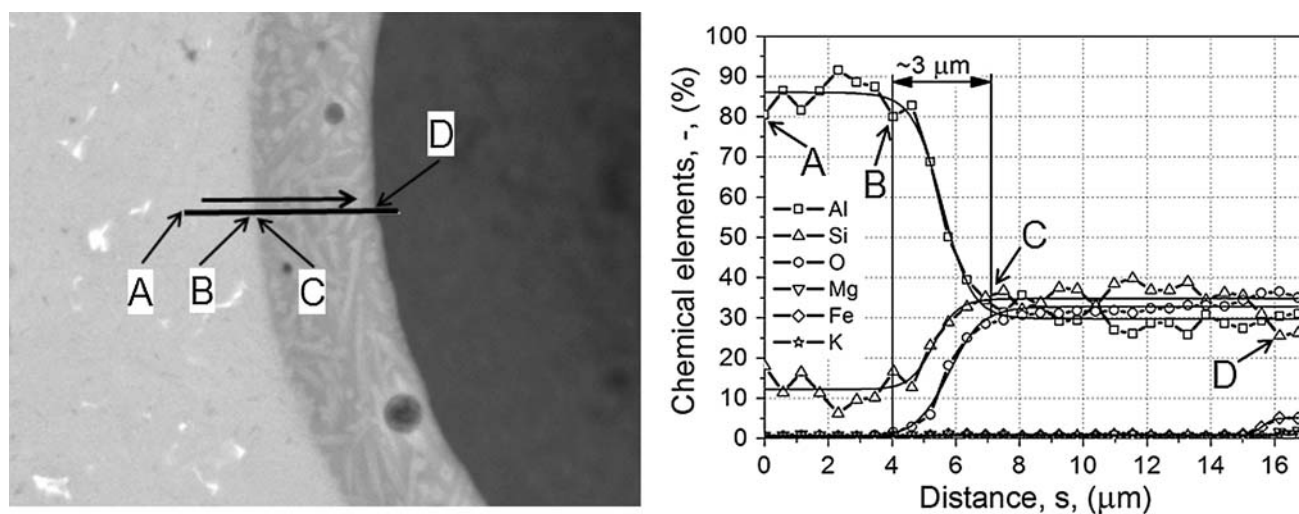 A
B
C
D
Chemical elements, -, (%)
100
90
80
70
60
50
40
30
20
10
0
~3 μm
A
B
C
D
Al
Si
O
Mg
Fe
K
0 2 4 6 8 10 12 14 16
Distance, s, (μm)